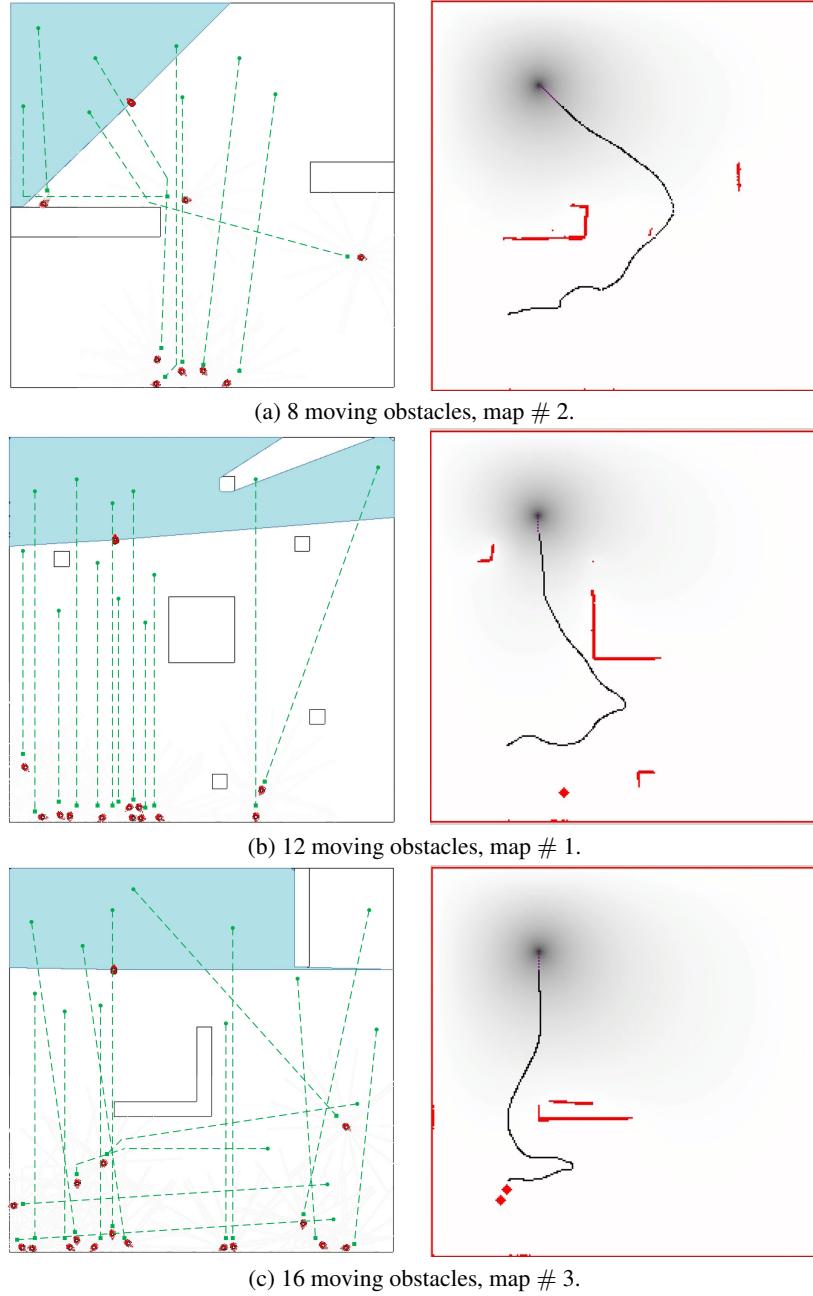 (a) 8 moving obstacles, map # 2.
(b) 12 moving obstacles, map # 1.
(c) 16 moving obstacles, map # 3.